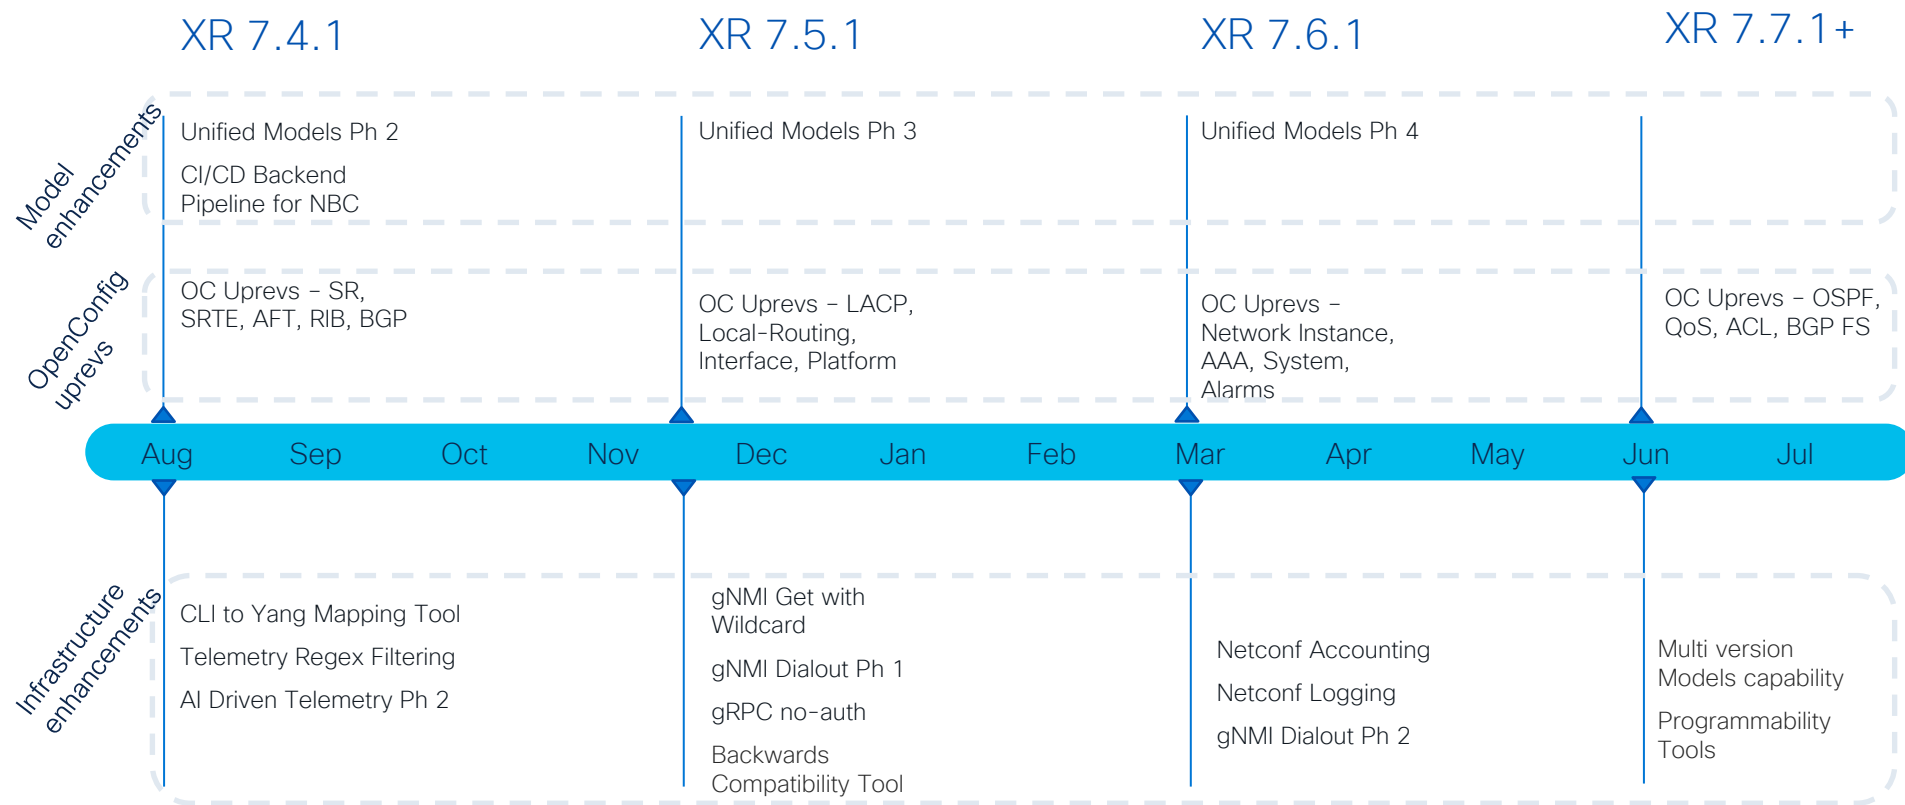 XR 7.4.1
XR 7.5.1
XR 7.6.1
XR 7.7.1+
Model
enhancements
Unified Models Ph 2
CI/CD Backend
Pipeline for NBC
Unified Models Ph 3
Unified Models Ph 4
OpenConfig
uprevs
OC Uprevs – SR,
SRTE, AFT, RIB, BGP
OC Uprevs – LACP,
Local-Routing,
Interface, Platform
OC Uprevs –
Network Instance,
AAA, System,
Alarms
OC Uprevs – OSPF,
QoS, ACL, BGP FS
Aug Sep Oct Nov Dec Jan Feb Mar Apr May Jun Jul
Infrastructure
enhancements
CLI to Yang Mapping Tool
Telemetry Regex Filtering
AI Driven Telemetry Ph 2
gNMI Get with
Wildcard
gNMI Dialout Ph 1
gRPC no-auth
Backwards
Compatibility Tool
Netconf Accounting
Netconf Logging
gNMI Dialout Ph 2
Multi version
Models capability
Programmability
Tools